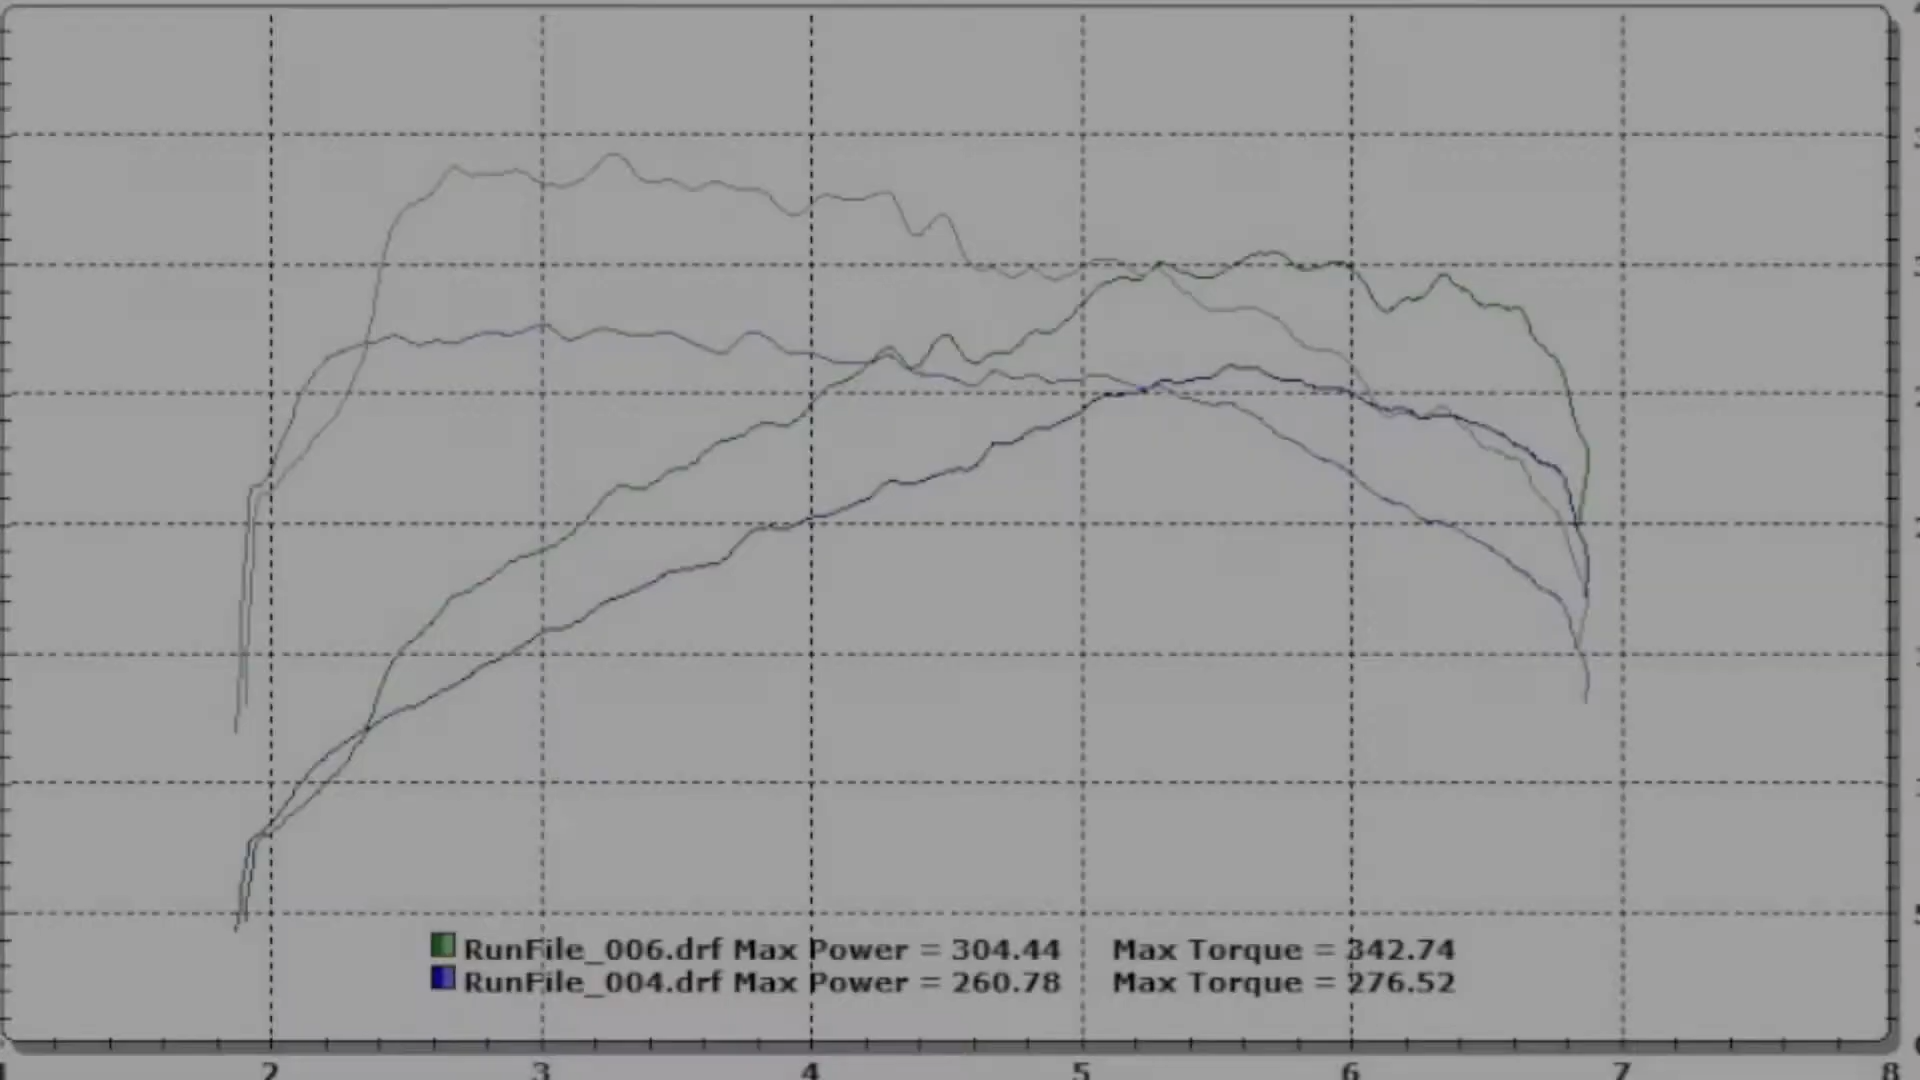 RunFile_006.drf Max Power = 304.44 Max Torque = 342.74
RunFile_004.drf Max Power = 260.78 Max Torque = 276.52
2 3 4 5 6 7 8